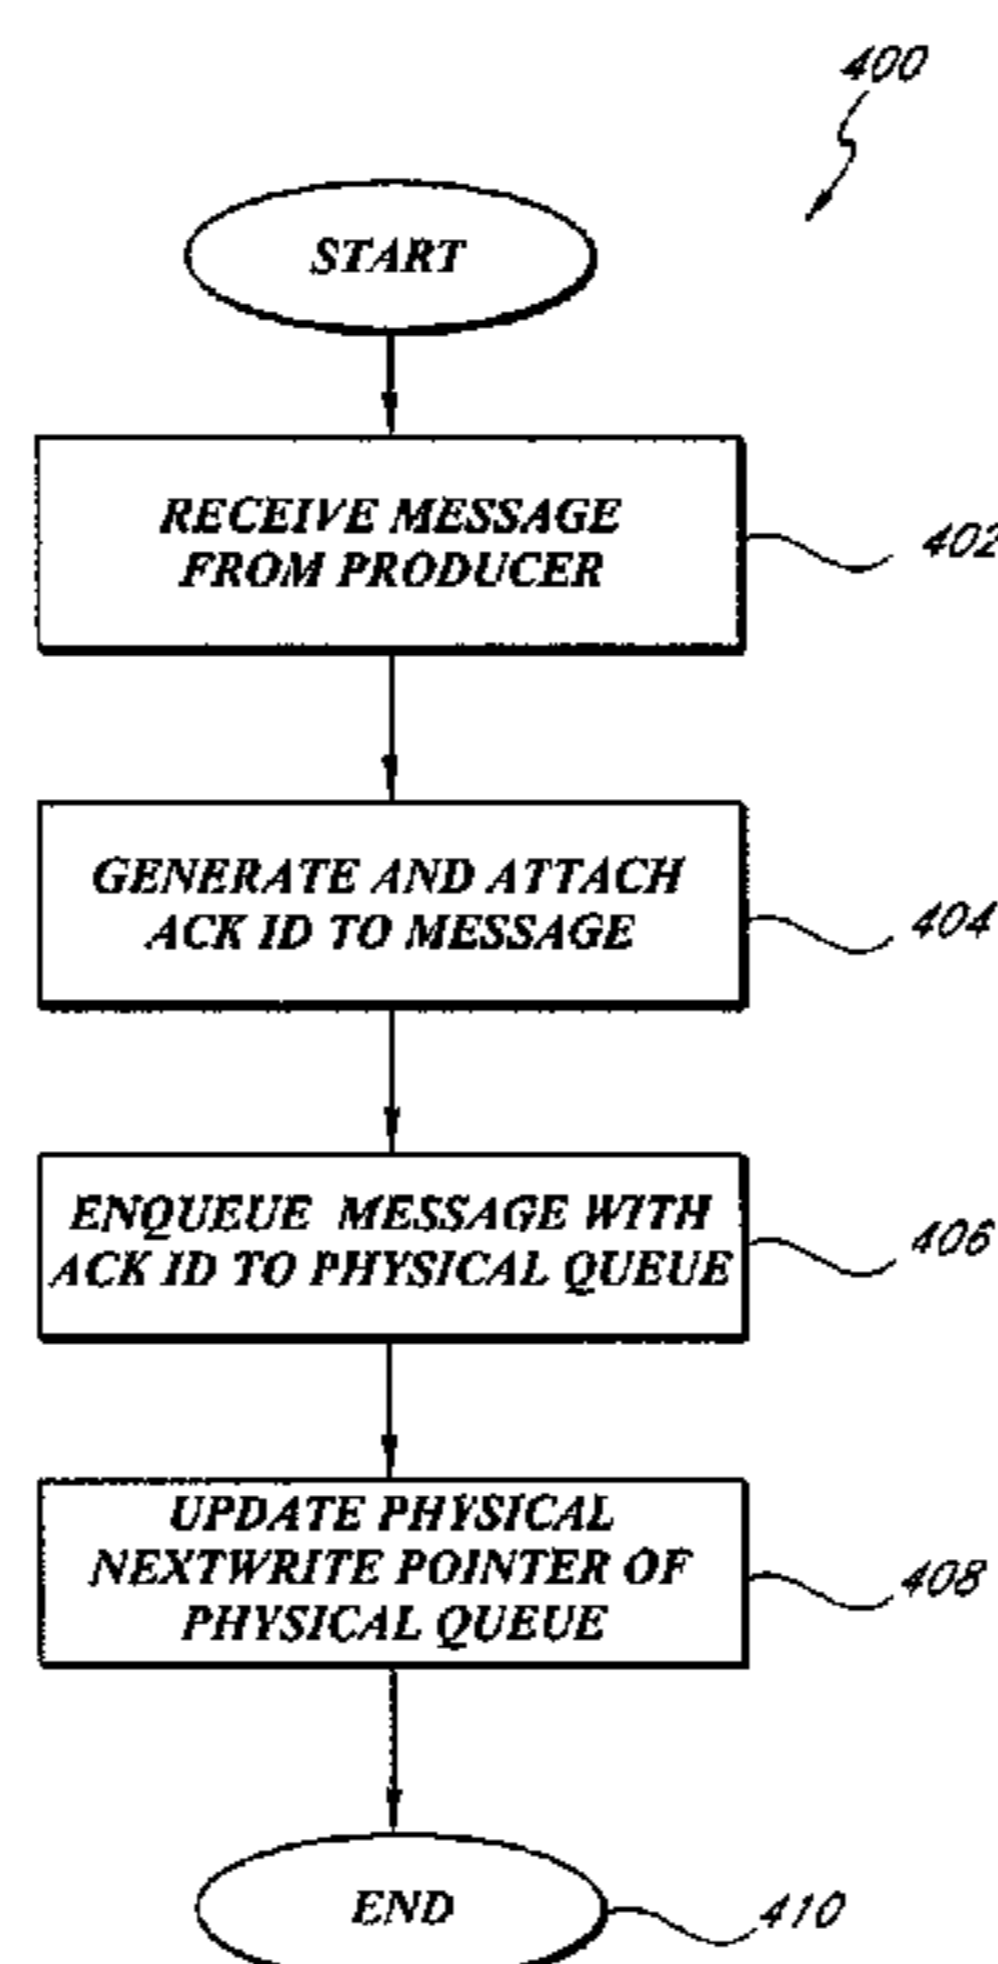 400
START
RECEIVE MESSAGE
FROM PRODUCER
402
GENERATE AND ATTACH
ACK ID TO MESSAGE
404
ENQUEUE MESSAGE WITH
ACK ID TO PHYSICAL QUEUE
406
UPDATE PHYSICAL
NEXTWRITE POINTER OF
PHYSICAL QUEUE
408
END
410